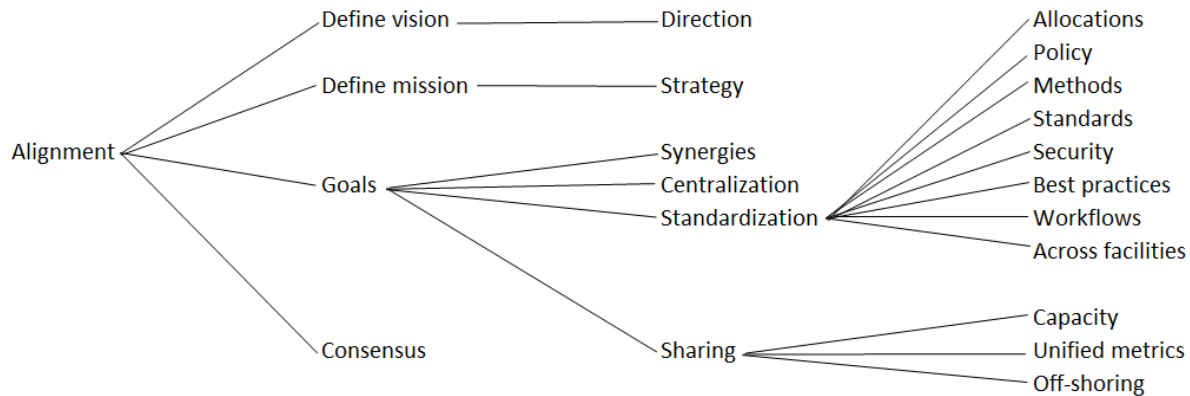 Define vision Direction Allocations
Policy
Define mission Strategy Methods
Standards
Alignment Synergies Security
Goals Centralization Best practices
Standardization Workflows
Across facilities
Capacity
Consensus Sharing Unified metrics
Off-shoring